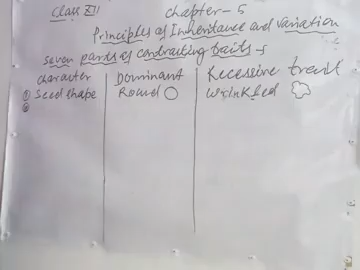 Class XII
chapter-5
Principles of Inheritance and Variation
seven pairs of contrasting traits-
character Dominant Recessive trait
① Seed shape Round Wrinkled
②